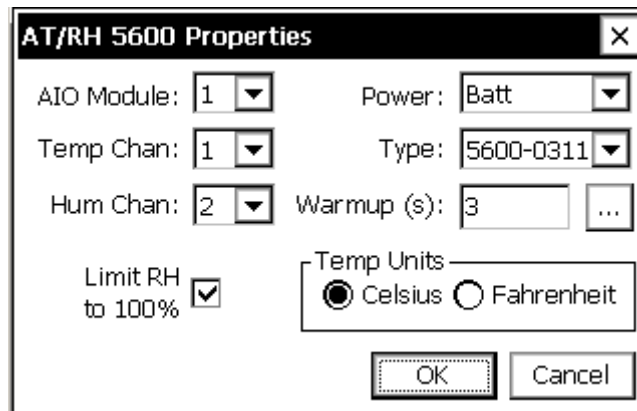 AT/RH 5600 Properties
AIO Module: 1 Power: Batt
Temp Chan: 1 Type: 5600-0311
Hum Chan: 2 Warmup (s): 3 ...
Limit RH
to 100%
Temp Units
Celsius Fahrenheit
OK Cancel